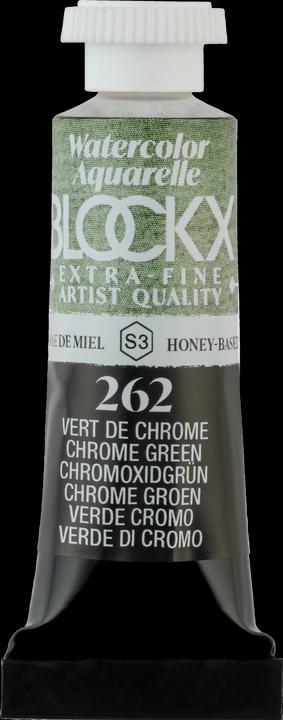 Watercolor
Aquarelle
BLOCKX
EXTRA-FINE
ARTIST QUALITY
DE MIEL S3 HONEY-BASE
262
VERT DE CHROME
CHROME GREEN
CHROMOXIDGRÜN
CHROME GROEN
VERDE CROMO
VERDE DI CROMO